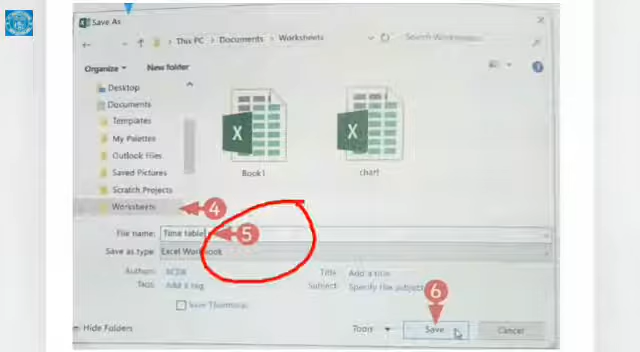 Save As
This PC > Documents > Worksheets
Search Worksheets
Organize
New folder
Desktop
Documents
Templates
My Palettes
Outlook Files
Saved Pictures
Scratch Projects
Worksheets
4
Book1
chart
File name: Time table
5
Save as type: Excel Workbook
Authors:
Title: Add a title
Tags: Add a tag
Subject: Specify the subject
6
Save Thumbnail
Hide Folders
Tools
Save
Cancel